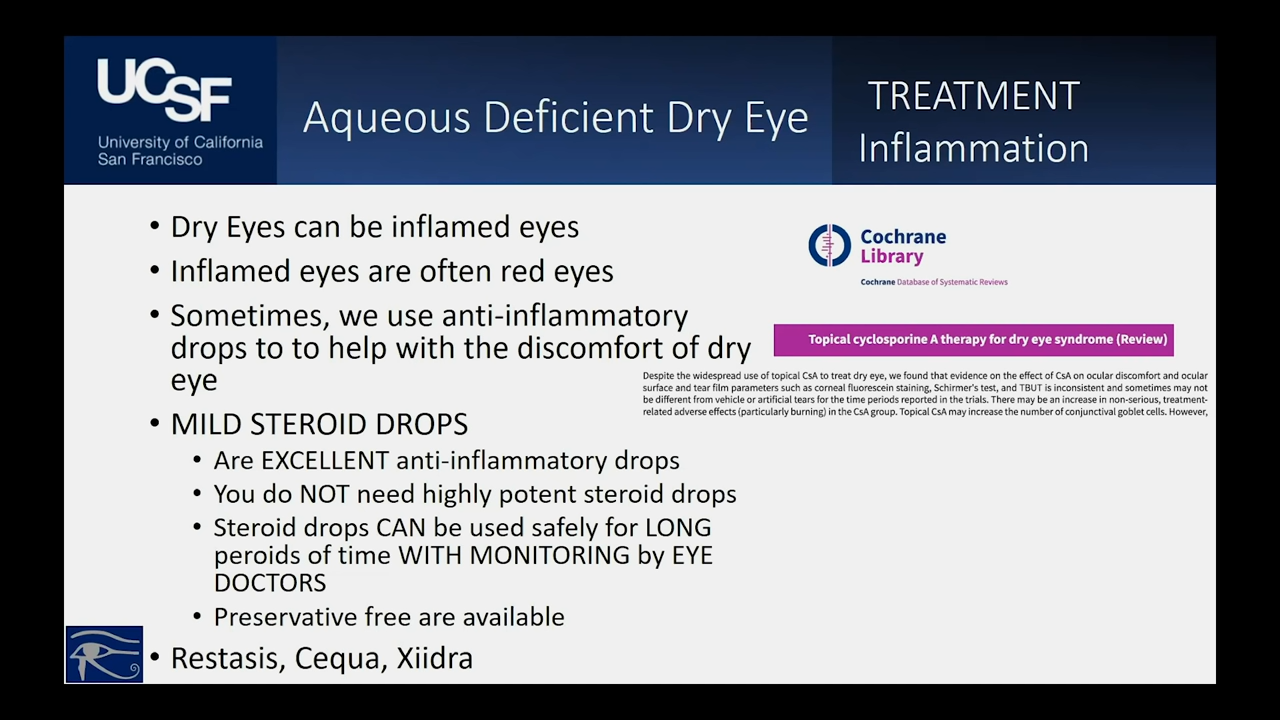 UCSF
University of California
San Francisco
Aqueous Deficient Dry Eye
TREATMENT
Inflammation
• Dry Eyes can be inflamed eyes
• Inflamed eyes are often red eyes
• Sometimes, we use anti-inflammatory
drops to to help with the discomfort of dry
eye
• MILD STEROID DROPS
• Are EXCELLENT anti-inflammatory drops
• You do NOT need highly potent steroid drops
• Steroid drops CAN be used safely for LONG
peroids of time WITH MONITORING by EYE
DOCTORS
• Preservative free are available
• Restasis, Cequa, Xiidra
Cochrane
Library
Cochrane Database of Systematic Reviews
Topical cyclosporine A therapy for dry eye syndrome (Review)
Despite the widespread use of topical CsA to treat dry eye, we found that evidence on the effect of CsA on ocular discomfort and ocular
surface and tear film parameters such as corneal fluorescein staining, Schirmer's test, and TBUT is inconsistent and sometimes may not
be different from vehicle or artificial tears for the time periods reported in the trials. There may be an increase in non-serious, treatment-
related adverse effects (particularly burning) in the CsA group. Topical CsA may increase the number of conjunctival goblet cells. However,